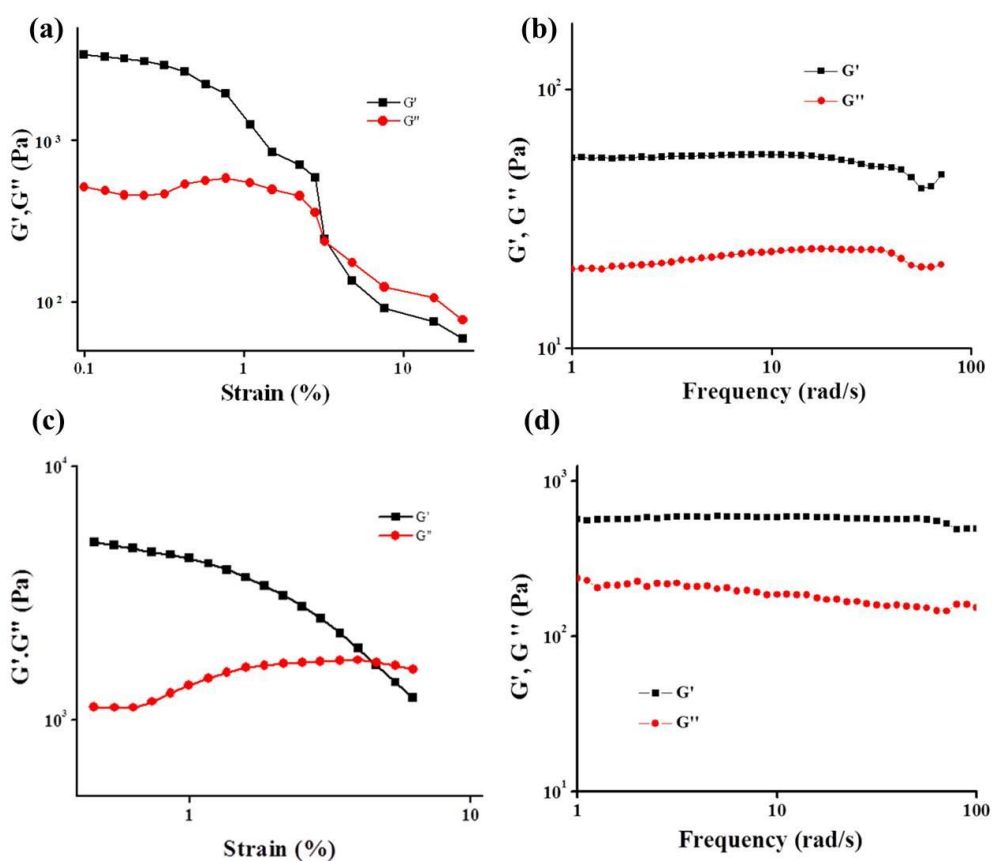 (a)
G',G'' (Pa)
10³
10²
G'
G''
0.1
1
10
Strain (%)
(b)
G', G '' (Pa)
10²
10¹
G'
G''
1
10
100
Frequency (rad/s)
(c)
G'.G'' (Pa)
10⁴
10³
G'
G''
1
10
Strain (%)
(d)
G', G '' (Pa)
10³
10²
10¹
G'
G''
1
10
100
Frequency (rad/s)